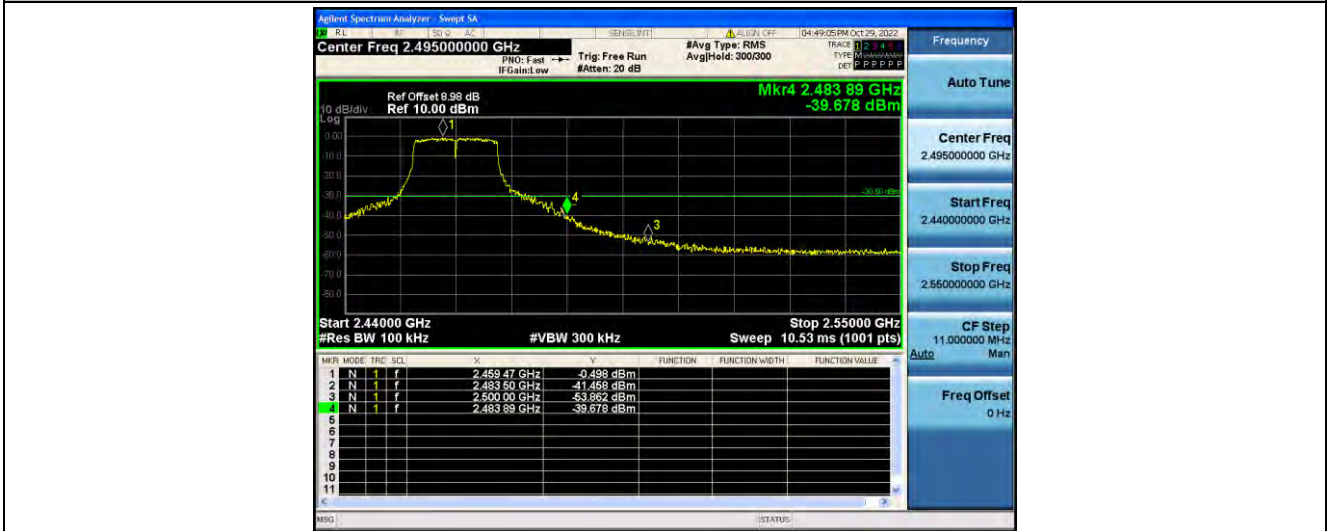 Agilent Spectrum Analyzer - Swept SA
RL RF 50 Ω AC SENSE:INT ALIGN OFF 04:49:05 PM Oct 29, 2022
Center Freq 2.495000000 GHz
PNO: Fast
IFGain:Low
Trig: Free Run
#Atten: 20 dB
#Avg Type: RMS
Avg|Hold: 300/300
TRACE 1 2 3 4 5 6
TYPE M
DET P P P P P P
Mkr4 2.483 89 GHz
-39.678 dBm
Ref Offset 8.98 dB
10 dB/div Ref 10.00 dBm
Log
0.00
-10.0
-20.0
-30.0
-40.0
-50.0
-60.0
-70.0
-80.0
1
4
3
Start 2.44000 GHz Stop 2.55000 GHz
#Res BW 100 kHz #VBW 300 kHz Sweep 10.53 ms (1001 pts)
MKR MODE TRC SCL X Y FUNCTION FUNCTION WIDTH FUNCTION VALUE
1 N 1 f 2.459 47 GHz -0.498 dBm
2 N 1 f 2.483 50 GHz -41.458 dBm
3 N 1 f 2.500 00 GHz -53.862 dBm
4 N 1 f 2.483 89 GHz -39.678 dBm
5
6
7
8
9
10
11
MSG STATUS
Frequency
Auto Tune
Center Freq
2.495000000 GHz
Start Freq
2.440000000 GHz
Stop Freq
2.550000000 GHz
CF Step
11.000000 MHz
Auto Man
Freq Offset
0 Hz